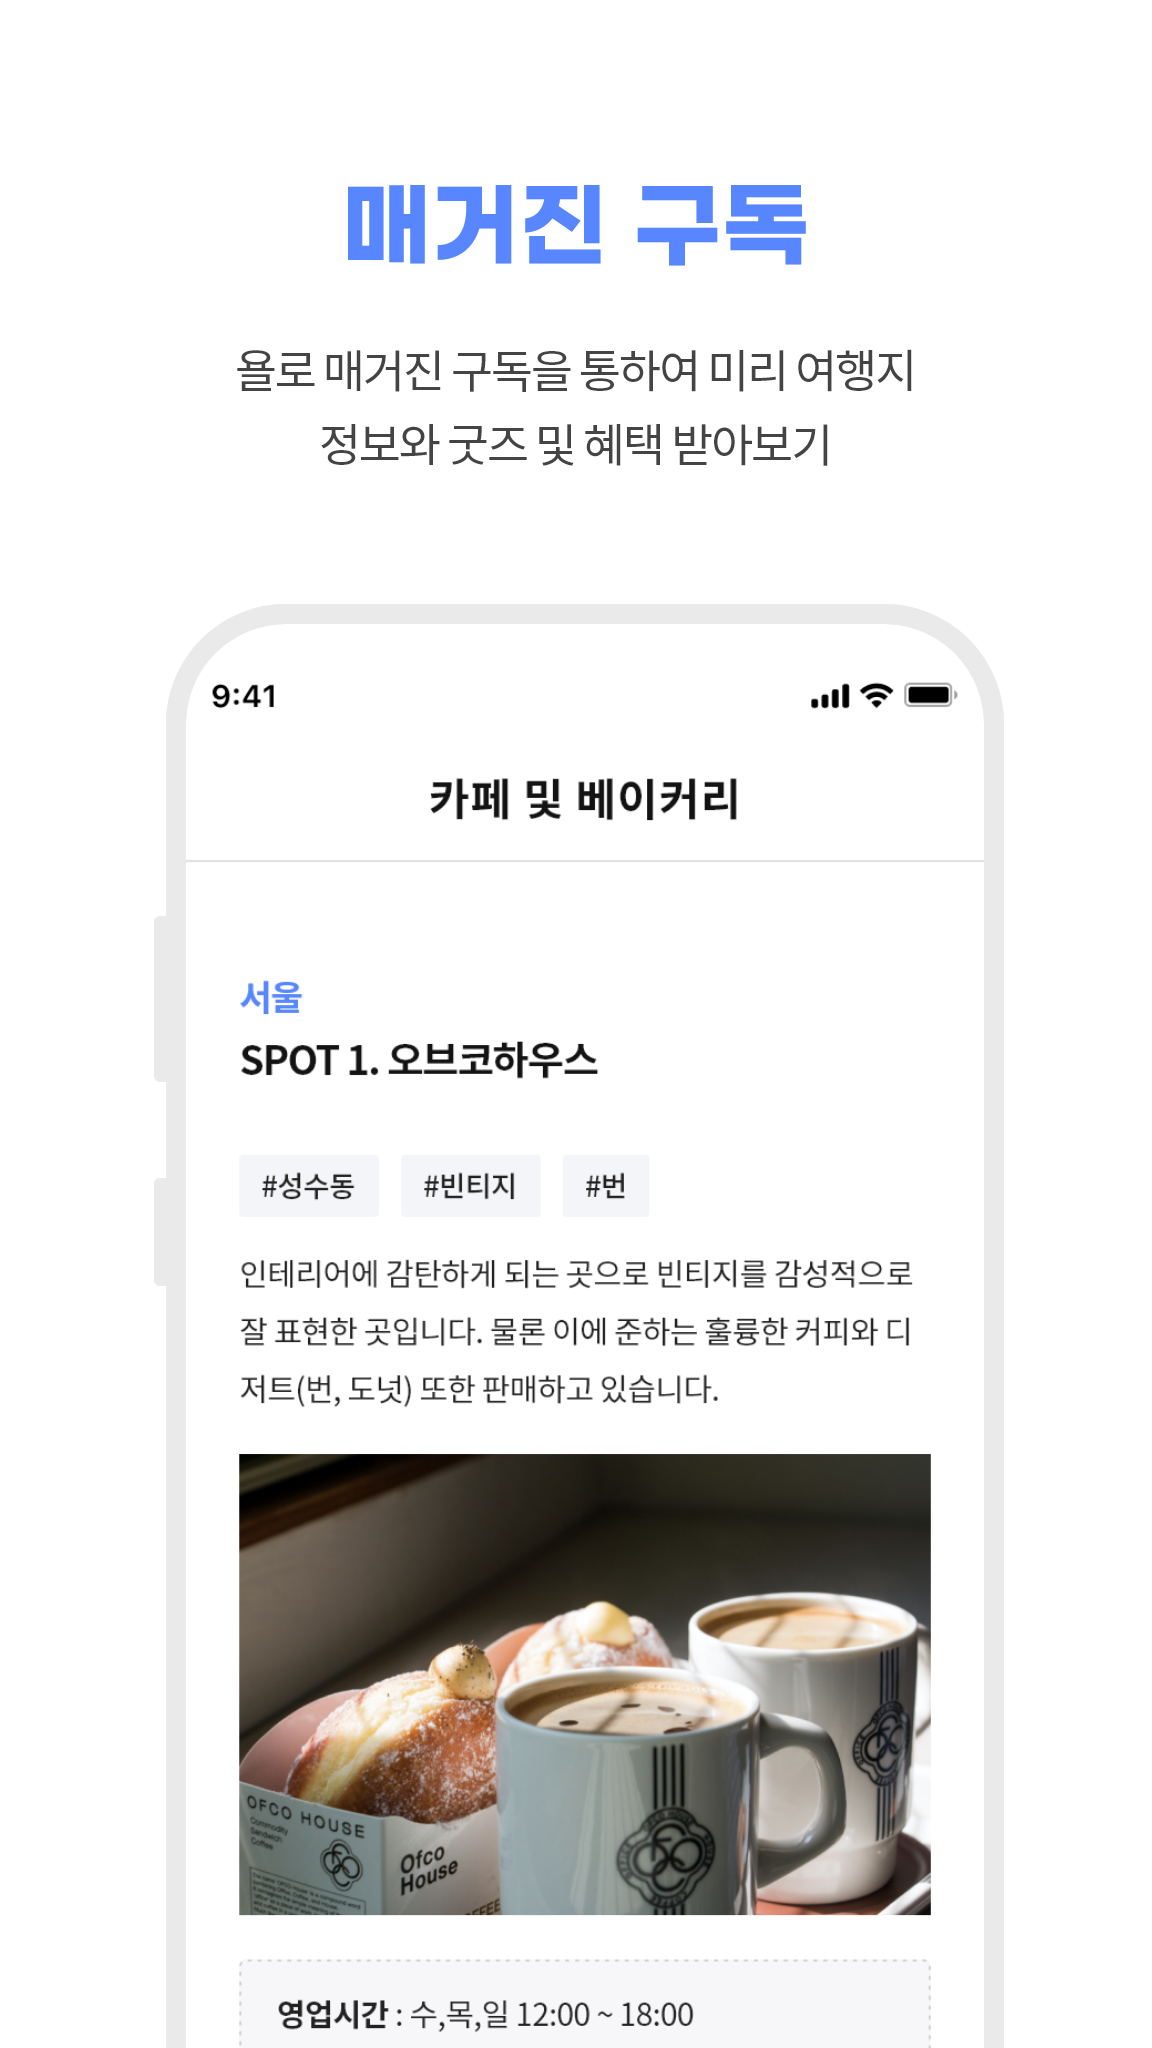 매거진 구독
욜로 매거진 구독을 통하여 미리 여행지
정보와 굿즈 및 혜택 받아보기
9:41
카페 및 베이커리
서울
SPOT 1. 오브코하우스
#성수동 #빈티지 #번
인테리어에 감탄하게 되는 곳으로 빈티지를 감성적으로
잘 표현한 곳입니다. 물론 이에 준하는 훌륭한 커피와 디
저트(번, 도넛) 또한 판매하고 있습니다.
OFCO HOUSE
Commodity
Sandwich
Coffee
Ofco
House
영업시간 : 수,목,일 12:00 ~ 18:00